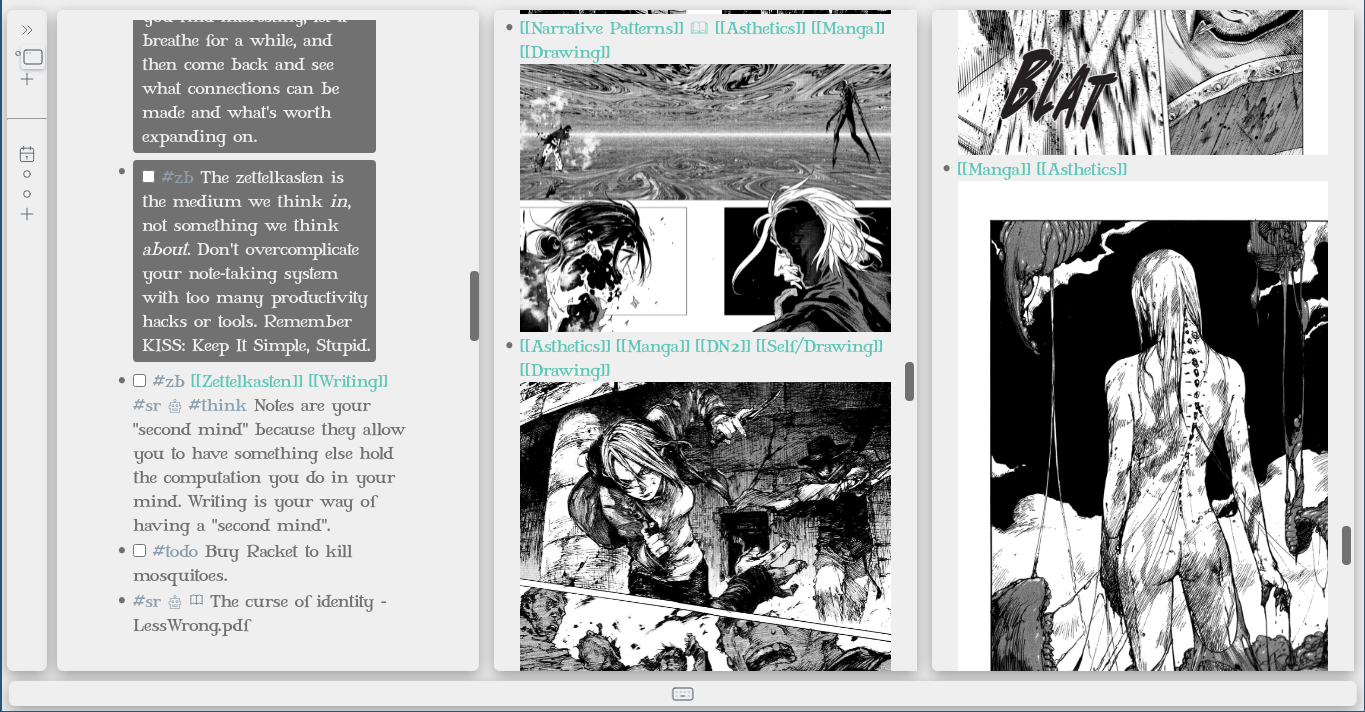 breathe for a while, and
then come back and see
what connections can be
made and what's worth
expanding on.
#zb The zettelkasten is
the medium we think in,
not something we think
about. Don't overcomplicate
your note-taking system
with too many productivity
hacks or tools. Remember
KISS: Keep It Simple, Stupid.
#zb [[Zettelkasten]] [[Writing]]
#sr 🤖 #think Notes are your
"second mind" because they allow
you to have something else hold
the computation you do in your
mind. Writing is your way of
having a "second mind".
#todo Buy Racket to kill
mosquitoes.
#sr 🤖 📖 The curse of identity -
LessWrong.pdf
[[Narrative Patterns]] 📖 [[Asthetics]] [[Manga]]
[[Drawing]]
[[Asthetics]] [[Manga]] [[DN2]] [[Self/Drawing]]
[[Drawing]]
BLAT
[[Manga]] [[Asthetics]]